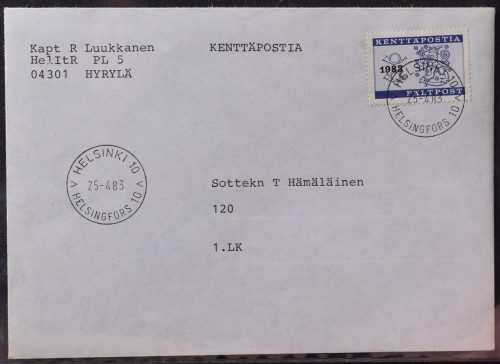 Kapt R Luukkanen
HelItR PL 5
04301 HYRYLÄ
KENTTÄPOSTIA
KENTTÄPOSTIA
1983
FÄLTPOST
HELSINKI 10
25-4.83
HELSINGFORS 10
HELSINKI 10
25-4.83
HELSINGFORS 10
Sottekn T Hämäläinen
120
1.LK